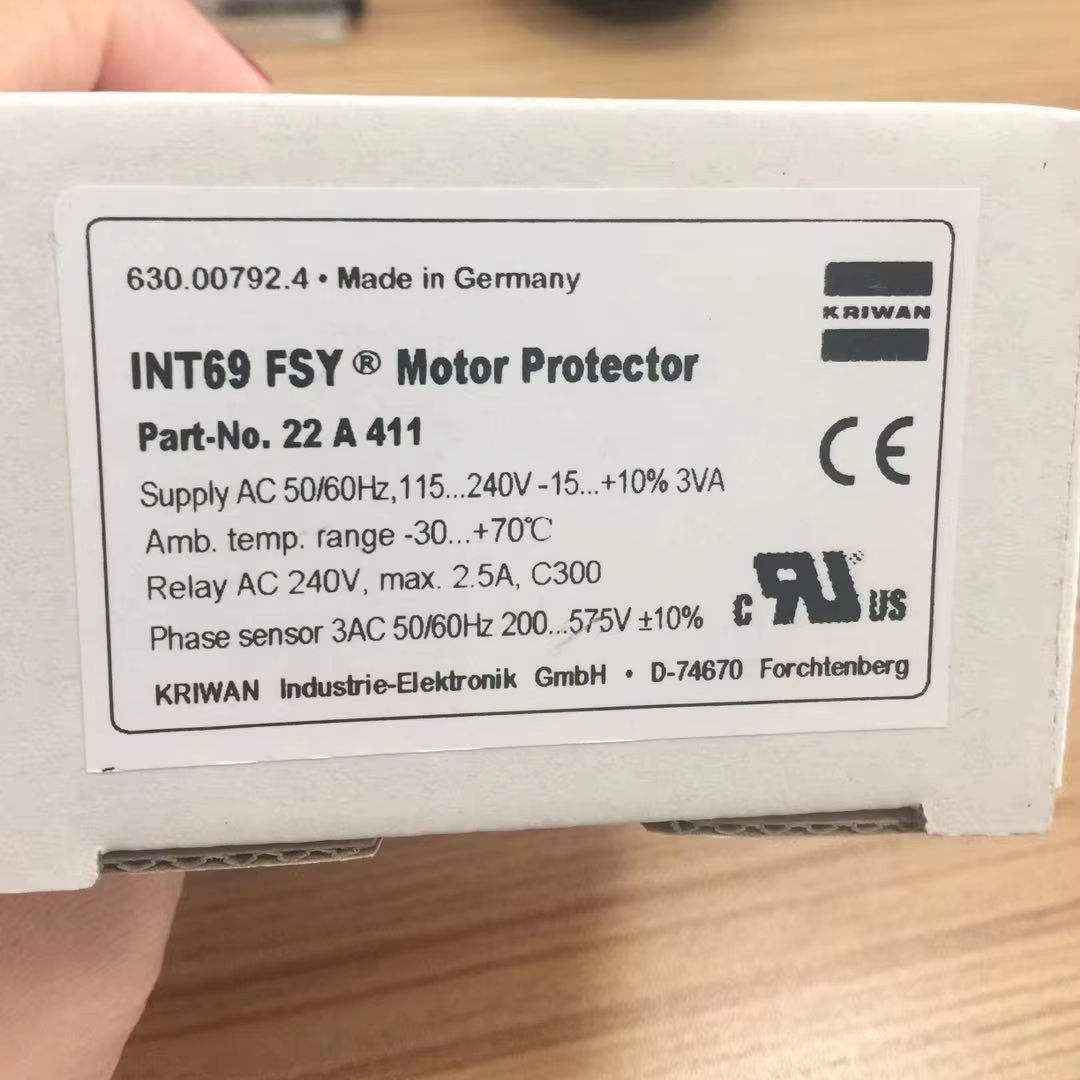 630.00792.4 • Made in Germany
KRIWAN
INT69 FSY ® Motor Protector
Part-No. 22 A 411
CE
Supply AC 50/60Hz,115...240V -15...+10% 3VA
Amb. temp. range -30...+70℃
Relay AC 240V, max. 2.5A, C300
c RU ® US
Phase sensor 3AC 50/60Hz 200...575V ±10%
KRIWAN Industrie-Elektronik GmbH • D-74670 Forchtenberg